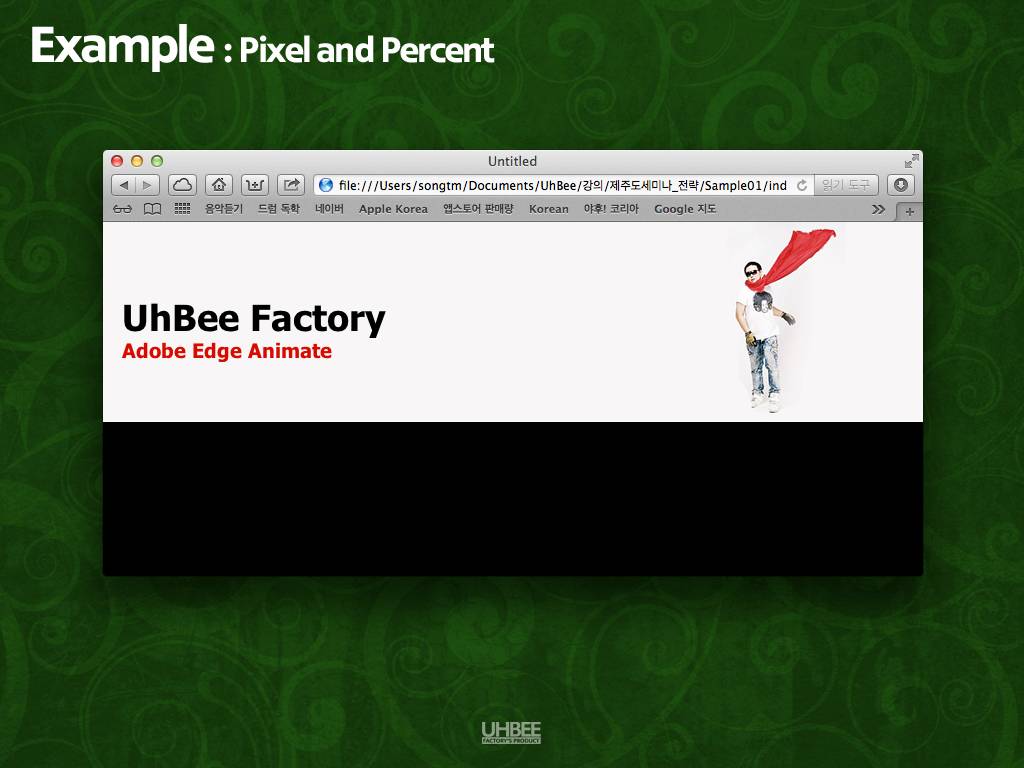 Example : Pixel and Percent
Untitled
file:///Users/songtm/Documents/UhBee/강의/제주도세미나_전략/Sample01/ind
읽기 도구
음악듣기 드럼 독학 네이버 Apple Korea 앱스토어 판매량 Korean 야후! 코리아 Google 지도
UhBee Factory
Adobe Edge Animate
UHBEE
FACTORY'S PRODUCT